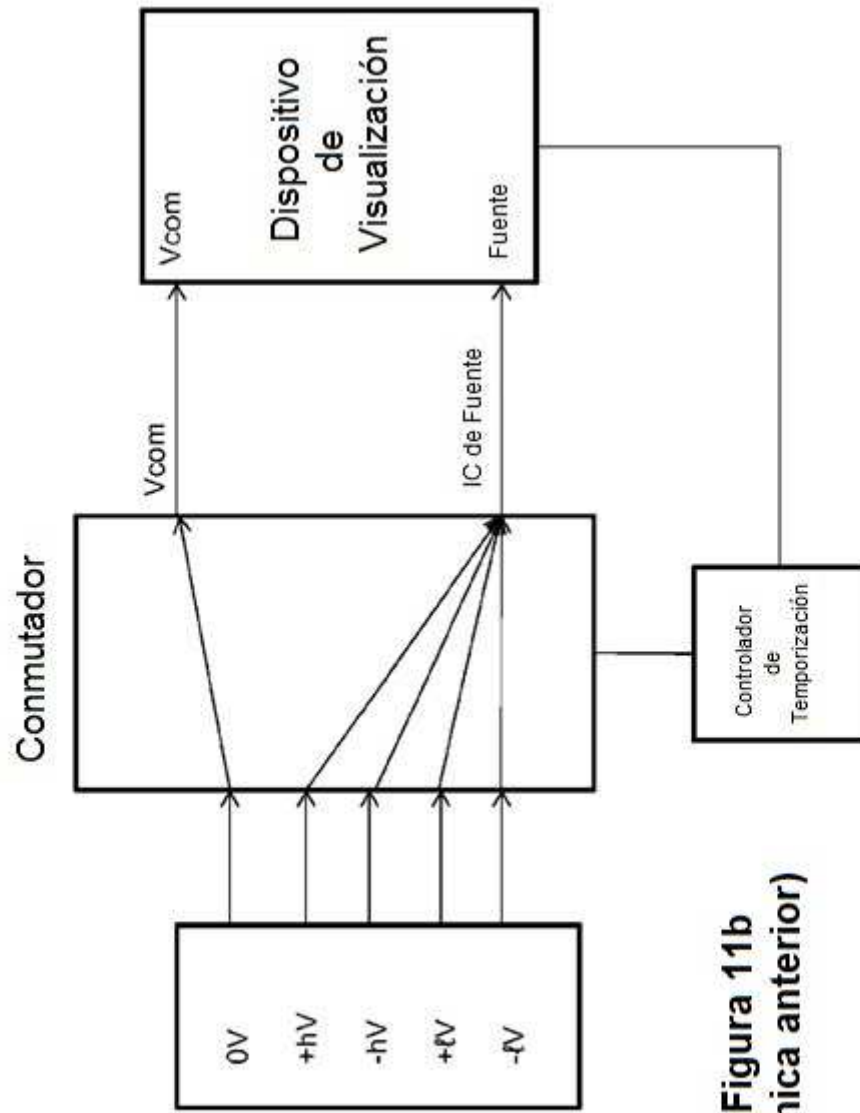 Conmutador
0V
+hV
-hV
+ℓV
-ℓV
Vcom
IC de Fuente
Vcom
Dispositivo
de
Visualización
Fuente
Controlador
de
Temporización
Figura 11b
anterior)